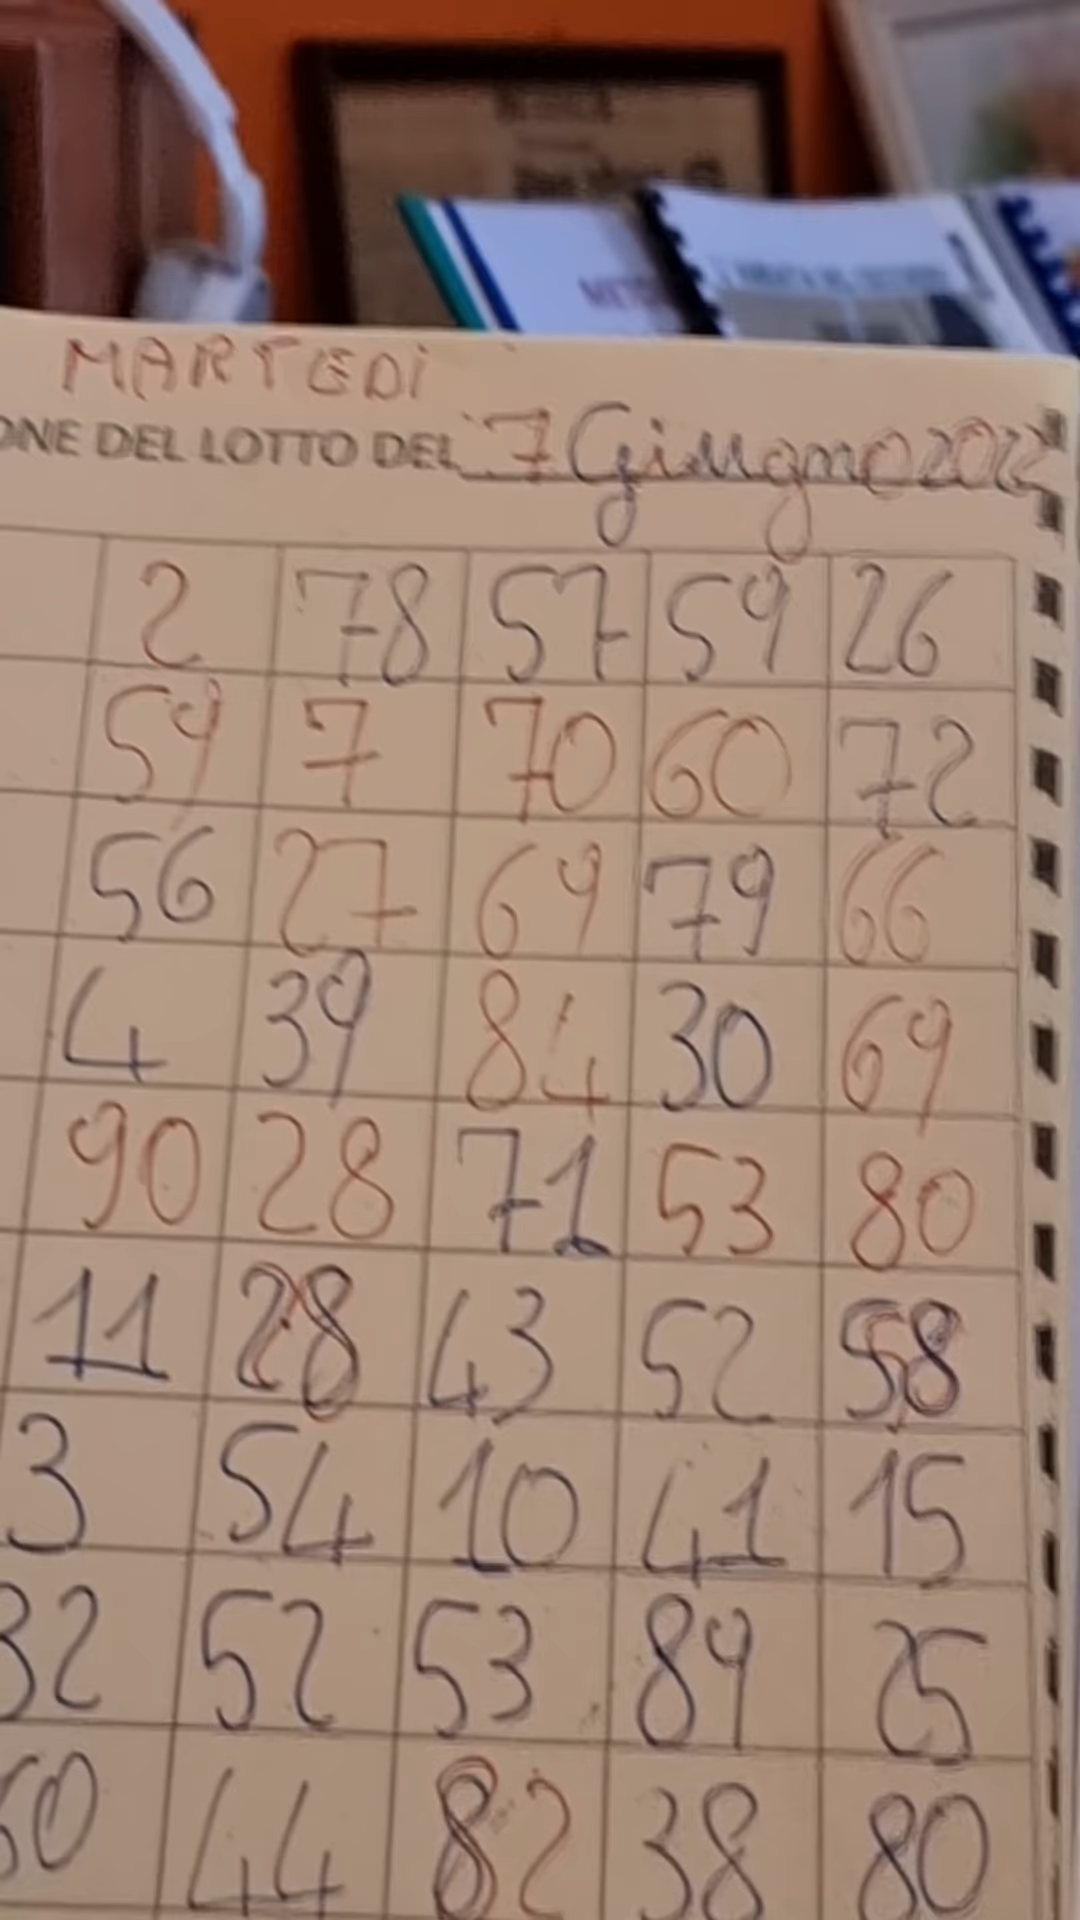 MARTEDI
ONE DEL LOTTO DEL 7 Giugno 2022
2 78 57 59 26
59 7 70 60 72
56 27 69 79 66
4 39 84 30 69
90 28 71 53 80
11 28 43 52 58
3 54 10 41 15
32 52 53 89 25
60 44 82 38 80